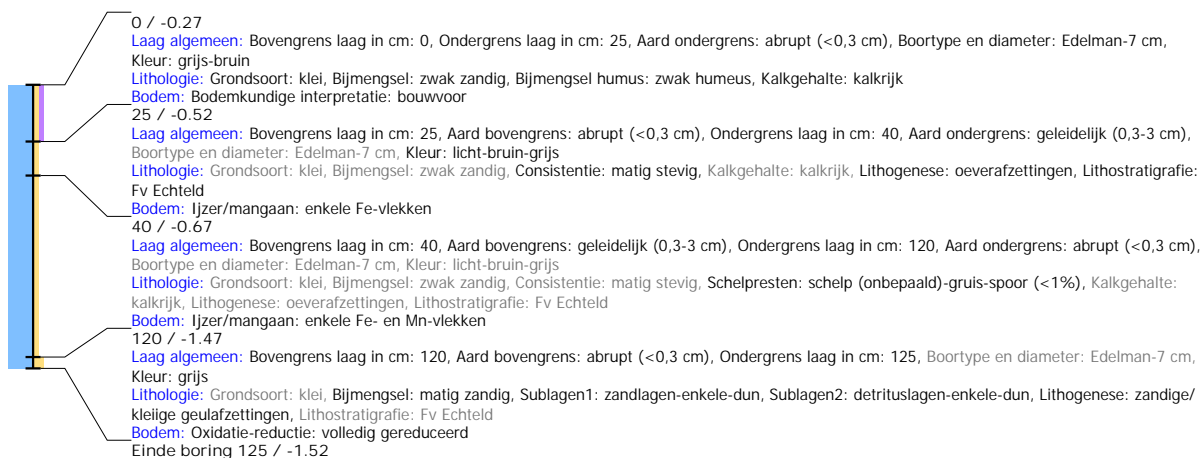 0 / -0.27
Laag algemeen: Bovengrens laag in cm: 0, Ondergrens laag in cm: 25, Aard ondergrens: abrupt (<0,3 cm), Boortype en diameter: Edelman-7 cm,
Kleur: grijs-bruin
Lithologie: Grondsoort: klei, Bijmengsel: zwak zandig, Bijmengsel humus: zwak humeus, Kalkgehalte: kalkrijk
Bodem: Bodemkundige interpretatie: bouwvoor
25 / -0.52
Laag algemeen: Bovengrens laag in cm: 25, Aard bovengrens: abrupt (<0,3 cm), Ondergrens laag in cm: 40, Aard ondergrens: geleidelijk (0,3-3 cm),
Boortype en diameter: Edelman-7 cm, Kleur: licht-bruin-grijs
Lithologie: Grondsoort: klei, Bijmengsel: zwak zandig, Consistentie: matig stevig, Kalkgehalte: kalkrijk, Lithogenese: oeverafzettingen, Lithostratigrafie:
Fv Echteld
Bodem: Ijzer/mangaan: enkele Fe-vlekken
40 / -0.67
Laag algemeen: Bovengrens laag in cm: 40, Aard bovengrens: geleidelijk (0,3-3 cm), Ondergrens laag in cm: 120, Aard ondergrens: abrupt (<0,3 cm),
Boortype en diameter: Edelman-7 cm, Kleur: licht-bruin-grijs
Lithologie: Grondsoort: klei, Bijmengsel: zwak zandig, Consistentie: matig stevig, Schelpresten: schelp (onbepaald)-gruis-spoor (<1%), Kalkgehalte:
kalkrijk, Lithogenese: oeverafzettingen, Lithostratigrafie: Fv Echteld
Bodem: Ijzer/mangaan: enkele Fe- en Mn-vlekken
120 / -1.47
Laag algemeen: Bovengrens laag in cm: 120, Aard bovengrens: abrupt (<0,3 cm), Ondergrens laag in cm: 125, Boortype en diameter: Edelman-7 cm,
Kleur: grijs
Lithologie: Grondsoort: klei, Bijmengsel: matig zandig, Sublagen1: zandlagen-enkele-dun, Sublagen2: detrituslagen-enkele-dun, Lithogenese: zandige/
kleiige geulafzettingen, Lithostratigrafie: Fv Echteld
Bodem: Oxidatie-reductie: volledig gereduceerd
Einde boring 125 / -1.52